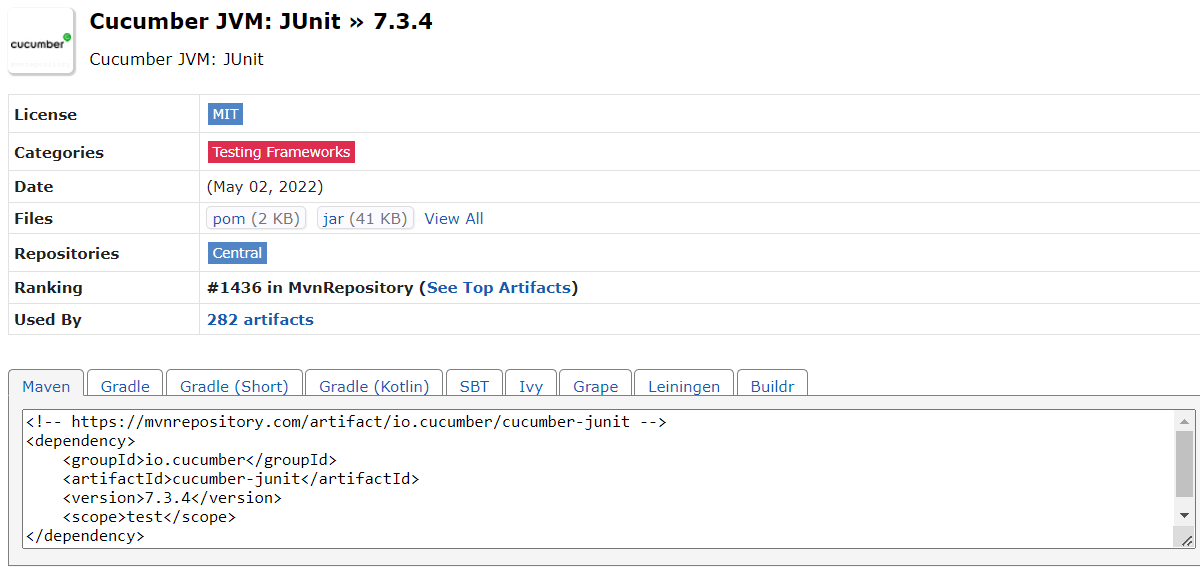 cucumber
Cucumber JVM: JUnit » 7.3.4
Cucumber JVM: JUnit
License MIT
Categories Testing Frameworks
Date (May 02, 2022)
Files pom (2 KB) jar (41 KB) View All
Repositories Central
Ranking #1436 in MvnRepository (See Top Artifacts)
Used By 282 artifacts
Maven Gradle Gradle (Short) Gradle (Kotlin) SBT Ivy Grape Leiningen Buildr
<!-- https://mvnrepository.com/artifact/io.cucumber/cucumber-junit -->
<dependency>
    <groupId>io.cucumber</groupId>
    <artifactId>cucumber-junit</artifactId>
    <version>7.3.4</version>
    <scope>test</scope>
</dependency>